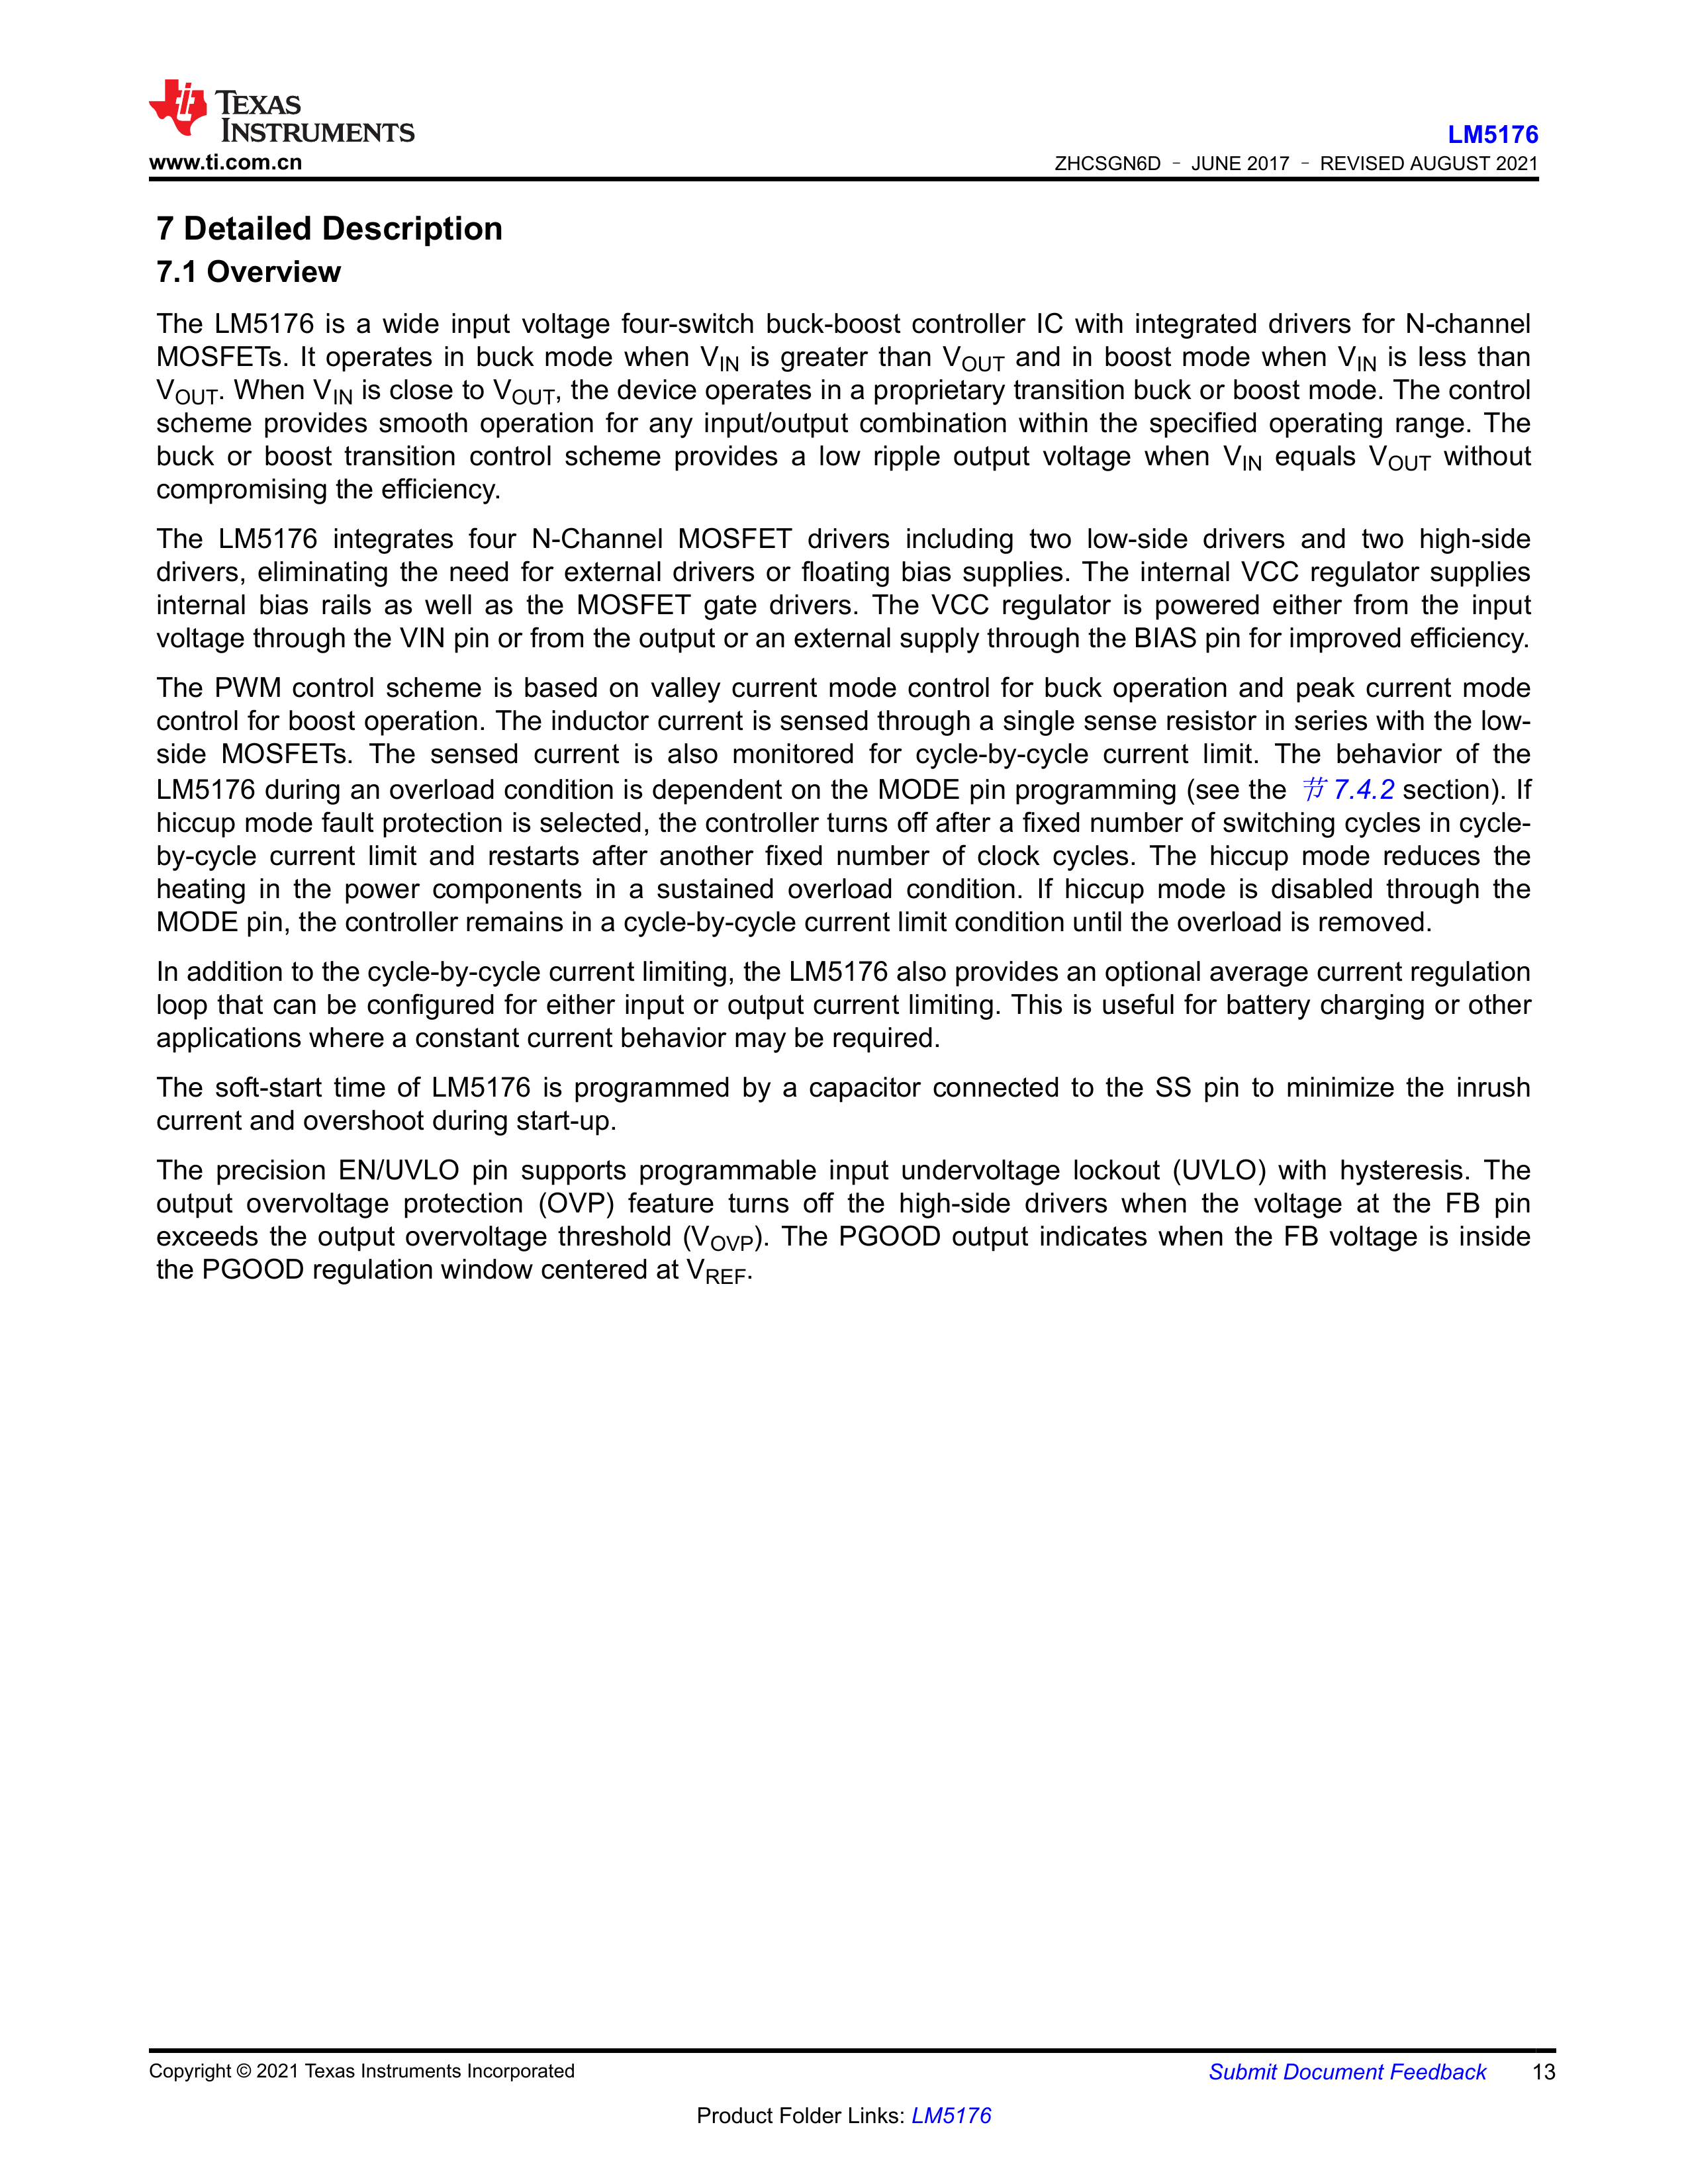 TEXAS
INSTRUMENTS
www.ti.com.cn
LM5176
ZHCSGN6D – JUNE 2017 – REVISED AUGUST 2021
7 Detailed Description
7.1 Overview
The LM5176 is a wide input voltage four-switch buck-boost controller IC with integrated drivers for N-channel
MOSFETs. It operates in buck mode when VIN is greater than VOUT and in boost mode when VIN is less than
VOUT. When VIN is close to VOUT, the device operates in a proprietary transition buck or boost mode. The control
scheme provides smooth operation for any input/output combination within the specified operating range. The
buck or boost transition control scheme provides a low ripple output voltage when VIN equals VOUT without
compromising the efficiency.
The LM5176 integrates four N-Channel MOSFET drivers including two low-side drivers and two high-side
drivers, eliminating the need for external drivers or floating bias supplies. The internal VCC regulator supplies
internal bias rails as well as the MOSFET gate drivers. The VCC regulator is powered either from the input
voltage through the VIN pin or from the output or an external supply through the BIAS pin for improved efficiency.
The PWM control scheme is based on valley current mode control for buck operation and peak current mode
control for boost operation. The inductor current is sensed through a single sense resistor in series with the low-
side MOSFETs. The sensed current is also monitored for cycle-by-cycle current limit. The behavior of the
LM5176 during an overload condition is dependent on the MODE pin programming (see the 节 7.4.2 section). If
hiccup mode fault protection is selected, the controller turns off after a fixed number of switching cycles in cycle-
by-cycle current limit and restarts after another fixed number of clock cycles. The hiccup mode reduces the
heating in the power components in a sustained overload condition. If hiccup mode is disabled through the
MODE pin, the controller remains in a cycle-by-cycle current limit condition until the overload is removed.
In addition to the cycle-by-cycle current limiting, the LM5176 also provides an optional average current regulation
loop that can be configured for either input or output current limiting. This is useful for battery charging or other
applications where a constant current behavior may be required.
The soft-start time of LM5176 is programmed by a capacitor connected to the SS pin to minimize the inrush
current and overshoot during start-up.
The precision EN/UVLO pin supports programmable input undervoltage lockout (UVLO) with hysteresis. The
output overvoltage protection (OVP) feature turns off the high-side drivers when the voltage at the FB pin
exceeds the output overvoltage threshold (VOVP). The PGOOD output indicates when the FB voltage is inside
the PGOOD regulation window centered at VREF.
Copyright © 2021 Texas Instruments Incorporated
Submit Document Feedback 13
Product Folder Links: LM5176